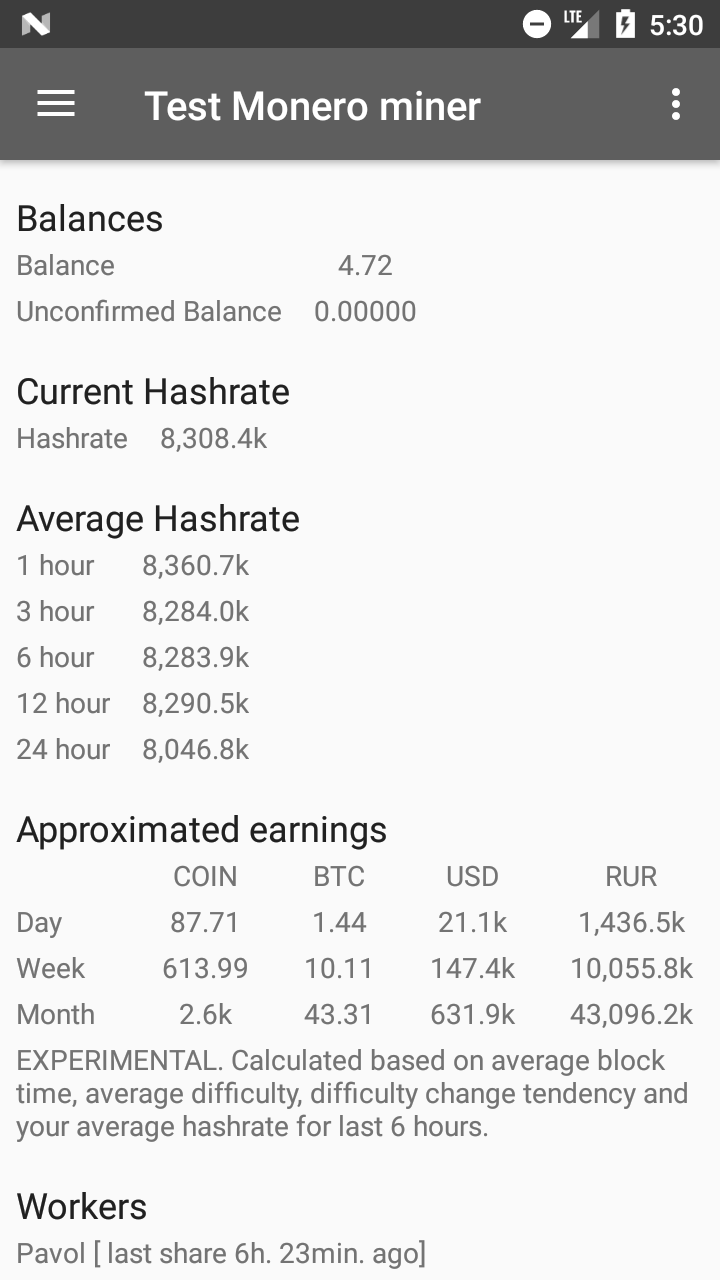 LTE 5:30
Test Monero miner
Balances
Balance 4.72
Unconfirmed Balance 0.00000
Current Hashrate
Hashrate 8,308.4k
Average Hashrate
1 hour 8,360.7k
3 hour 8,284.0k
6 hour 8,283.9k
12 hour 8,290.5k
24 hour 8,046.8k
Approximated earnings
COIN BTC USD RUR
Day 87.71 1.44 21.1k 1,436.5k
Week 613.99 10.11 147.4k 10,055.8k
Month 2.6k 43.31 631.9k 43,096.2k
EXPERIMENTAL. Calculated based on average block
time, average difficulty, difficulty change tendency and
your average hashrate for last 6 hours.
Workers
Pavol [ last share 6h. 23min. ago]